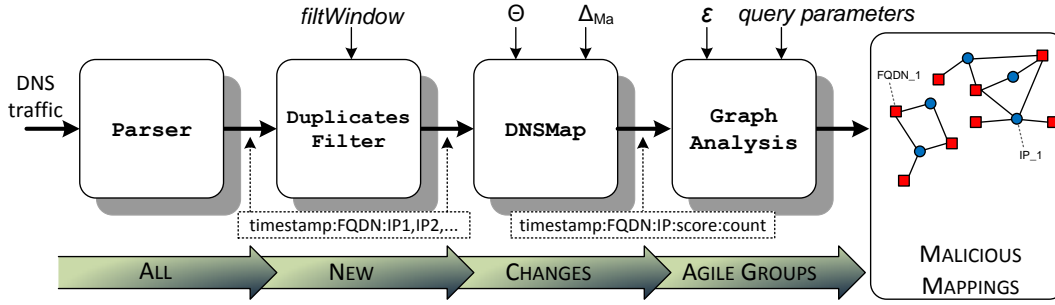 filtWindow
Θ
ΔMa
ε
query parameters
DNS
traffic
Parser
Duplicates
Filter
DNSMap
Graph
Analysis
FQDN_1
IP_1
timestamp:FQDN:IP1,IP2,...
timestamp:FQDN:IP:score:count
ALL
NEW
CHANGES
AGILE GROUPS
MALICIOUS
MAPPINGS